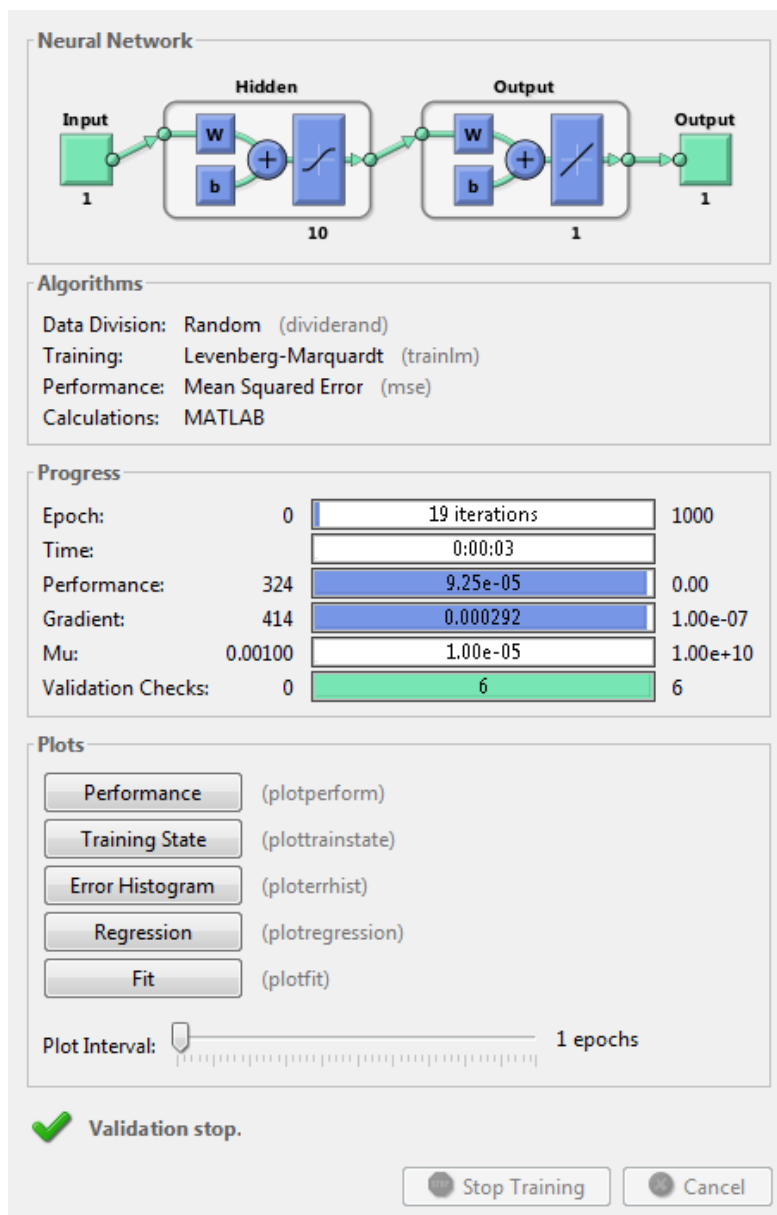 Neural Network
Hidden
Output
Input
Output
W
b
+
W
b
+
1
10
1
1
Algorithms
Data Division: Random (dividerand)
Training: Levenberg-Marquardt (trainlm)
Performance: Mean Squared Error (mse)
Calculations: MATLAB
Progress
Epoch: 0 19 iterations 1000
Time: 0:00:03
Performance: 324 9.25e-05 0.00
Gradient: 414 0.000292 1.00e-07
Mu: 0.00100 1.00e-05 1.00e+10
Validation Checks: 0 6 6
Plots
Performance (plotperform)
Training State (plottrainstate)
Error Histogram (ploterrhist)
Regression (plotregression)
Fit (plotfit)
Plot Interval: 1 epochs
Validation stop.
Stop Training Cancel